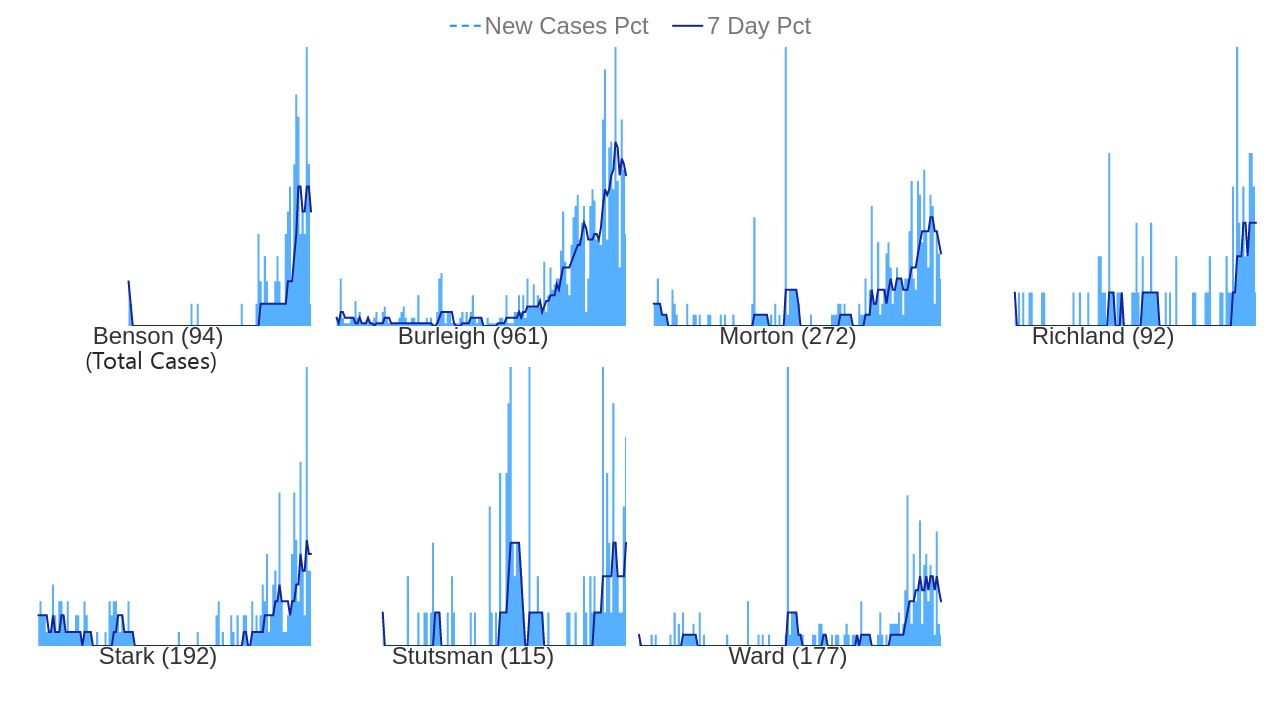 New Cases Pct 7 Day Pct
Benson (94) Burleigh (961) Morton (272) Richland (92)
(Total Cases)
Stark (192) Stutsman (115) Ward (177)